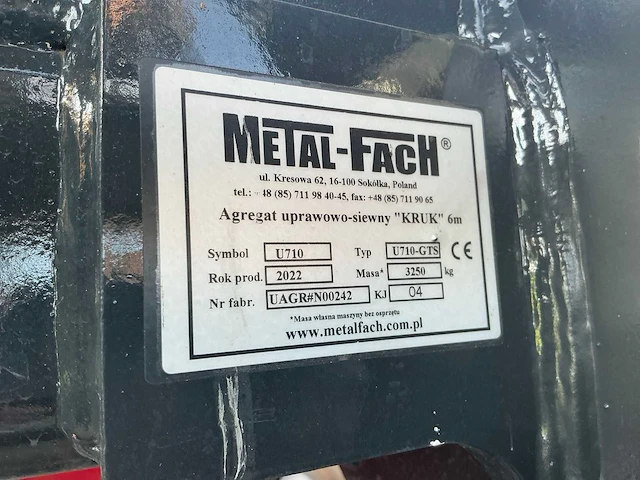 METAL-FACH®
ul. Kresowa 62, 16-100 Sokółka, Poland
tel.: +48 (85) 711 98 40-45, fax: +48 (85) 711 90 65
Agregat uprawowo-siewny "KRUK" 6m
Symbol U710 Typ U710-GTS CE
Rok prod. 2022 Masa* 3250 kg
Nr fabr. UAGR#N00242 KJ 04
*Masa własna maszyny bez osprzętu
www.metalfach.com.pl